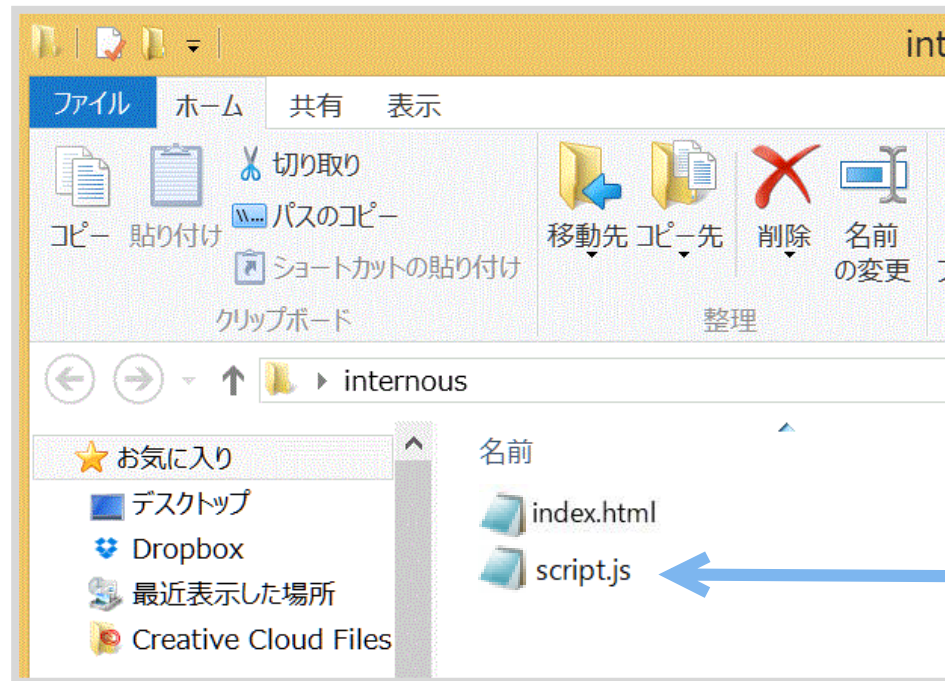 int
ファイル ホーム 共有 表示
コピー 貼り付け 切り取り
パスのコピー
ショートカットの貼り付け
移動先 コピー先 削除 名前
の変更
クリップボード 整理
internous
お気に入り
デスクトップ
Dropbox
最近表示した場所
Creative Cloud Files
名前
index.html
script.js